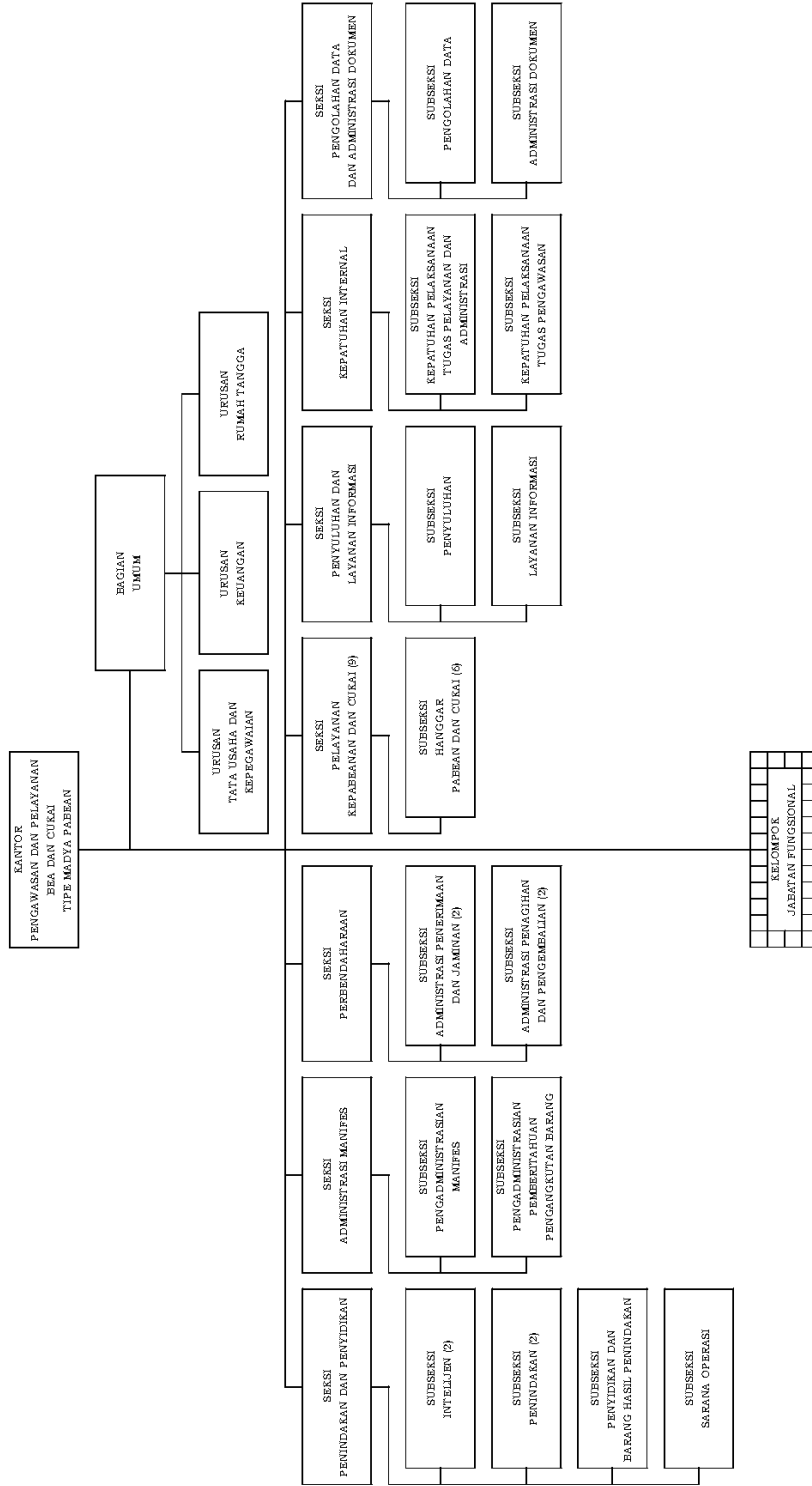 KANTOR
PENGAWASAN DAN PELAYANAN
BEA DAN CUKAI
TIPE MADYA PABEAN
BAGIAN
UMUM
URUSAN
TATA USAHA DAN
KEPEGAWAIAN
URUSAN
KEUANGAN
URUSAN
RUMAH TANGGA
SEKSI
PENINDAKAN DAN PENYIDIKAN
SEKSI
ADMINISTRASI MANIFES
SEKSI
PERBENDAHARAAN
SEKSI
PELAYANAN
KEPABEANAN DAN CUKAI (9)
SEKSI
PENYULUHAN DAN
LAYANAN INFORMASI
SEKSI
KEPATUHAN INTERNAL
SEKSI
PENGOLAHAN DATA
DAN ADMINISTRASI DOKUMEN
SUBSEKSI
INTELIJEN (2)
SUBSEKSI
PENGADMINISTRASIAN
MANIFES
SUBSEKSI
ADMINISTRASI PENERIMAAN
DAN JAMINAN (2)
SUBSEKSI
HANGGAR
PABEAN DAN CUKAI (6)
SUBSEKSI
PENYULUHAN
SUBSEKSI
KEPATUHAN PELAKSANAAN
TUGAS PELAYANAN DAN
ADMINISTRASI
SUBSEKSI
PENGOLAHAN DATA
SUBSEKSI
PENINDAKAN (2)
SUBSEKSI
PENGADMINISTRASIAN
PEMBERITAHUAN
PENGANGKUTAN BARANG
SUBSEKSI
ADMINISTRASI PENAGIHAN
DAN PENGEMBALIAN (2)
SUBSEKSI
LAYANAN INFORMASI
SUBSEKSI
KEPATUHAN PELAKSANAAN
TUGAS PENGAWASAN
SUBSEKSI
ADMINISTRASI DOKUMEN
SUBSEKSI
PENYIDIKAN DAN
BARANG HASIL PENINDAKAN
SUBSEKSI
SARANA OPERASI
KELOMPOK
JABATAN FUNGSIONAL